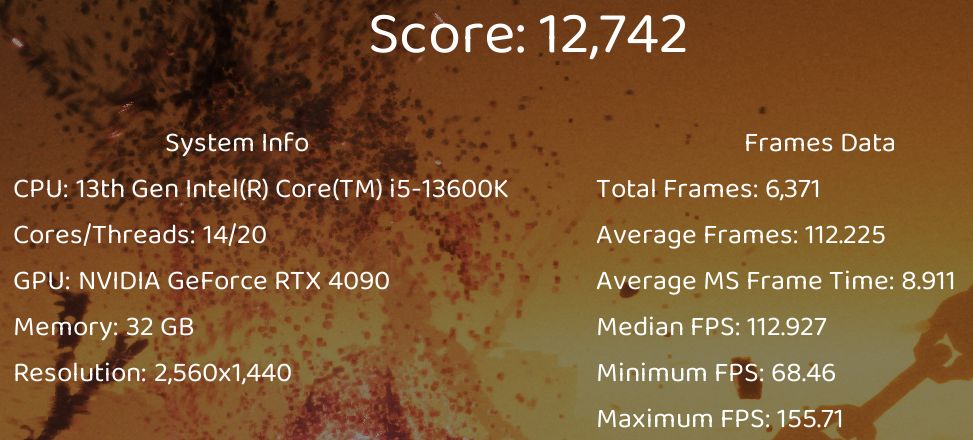 Score: 12,742
System Info
CPU: 13th Gen Intel(R) Core(TM) i5-13600K
Cores/Threads: 14/20
GPU: NVIDIA GeForce RTX 4090
Memory: 32 GB
Resolution: 2,560x1,440
Frames Data
Total Frames: 6,371
Average Frames: 112.225
Average MS Frame Time: 8.911
Median FPS: 112.927
Minimum FPS: 68.46
Maximum FPS: 155.71